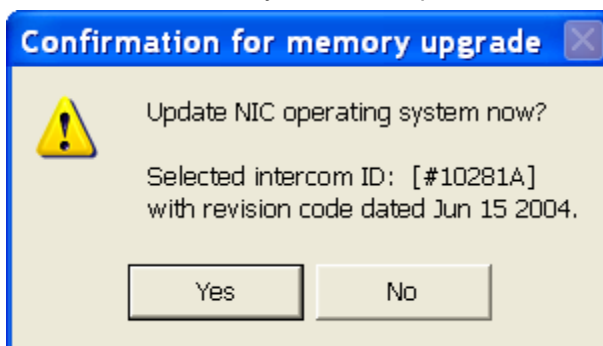 Confirmation for memory upgrade
Update NIC operating system now?
Selected intercom ID: [#10281A]
with revision code dated Jun 15 2004.
Yes No